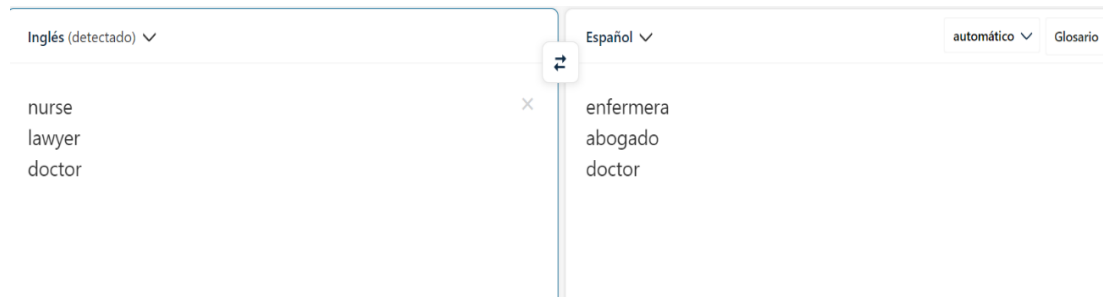 Inglés (detectado)
Español
automático
Glosario
nurse
lawyer
doctor
enfermera
abogado
doctor